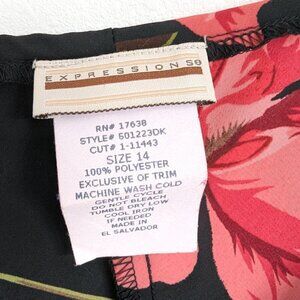 EXPRESSIONS®
RN# 17638
STYLE# 501223DK
CUT# 1-11443
SIZE 14
100% POLYESTER
EXCLUSIVE OF TRIM
MACHINE WASH COLD
GENTLE CYCLE
DO NOT BLEACH
TUMBLE DRY LOW
COOL IRON
IF NEEDED
MADE IN
EL SALVADOR